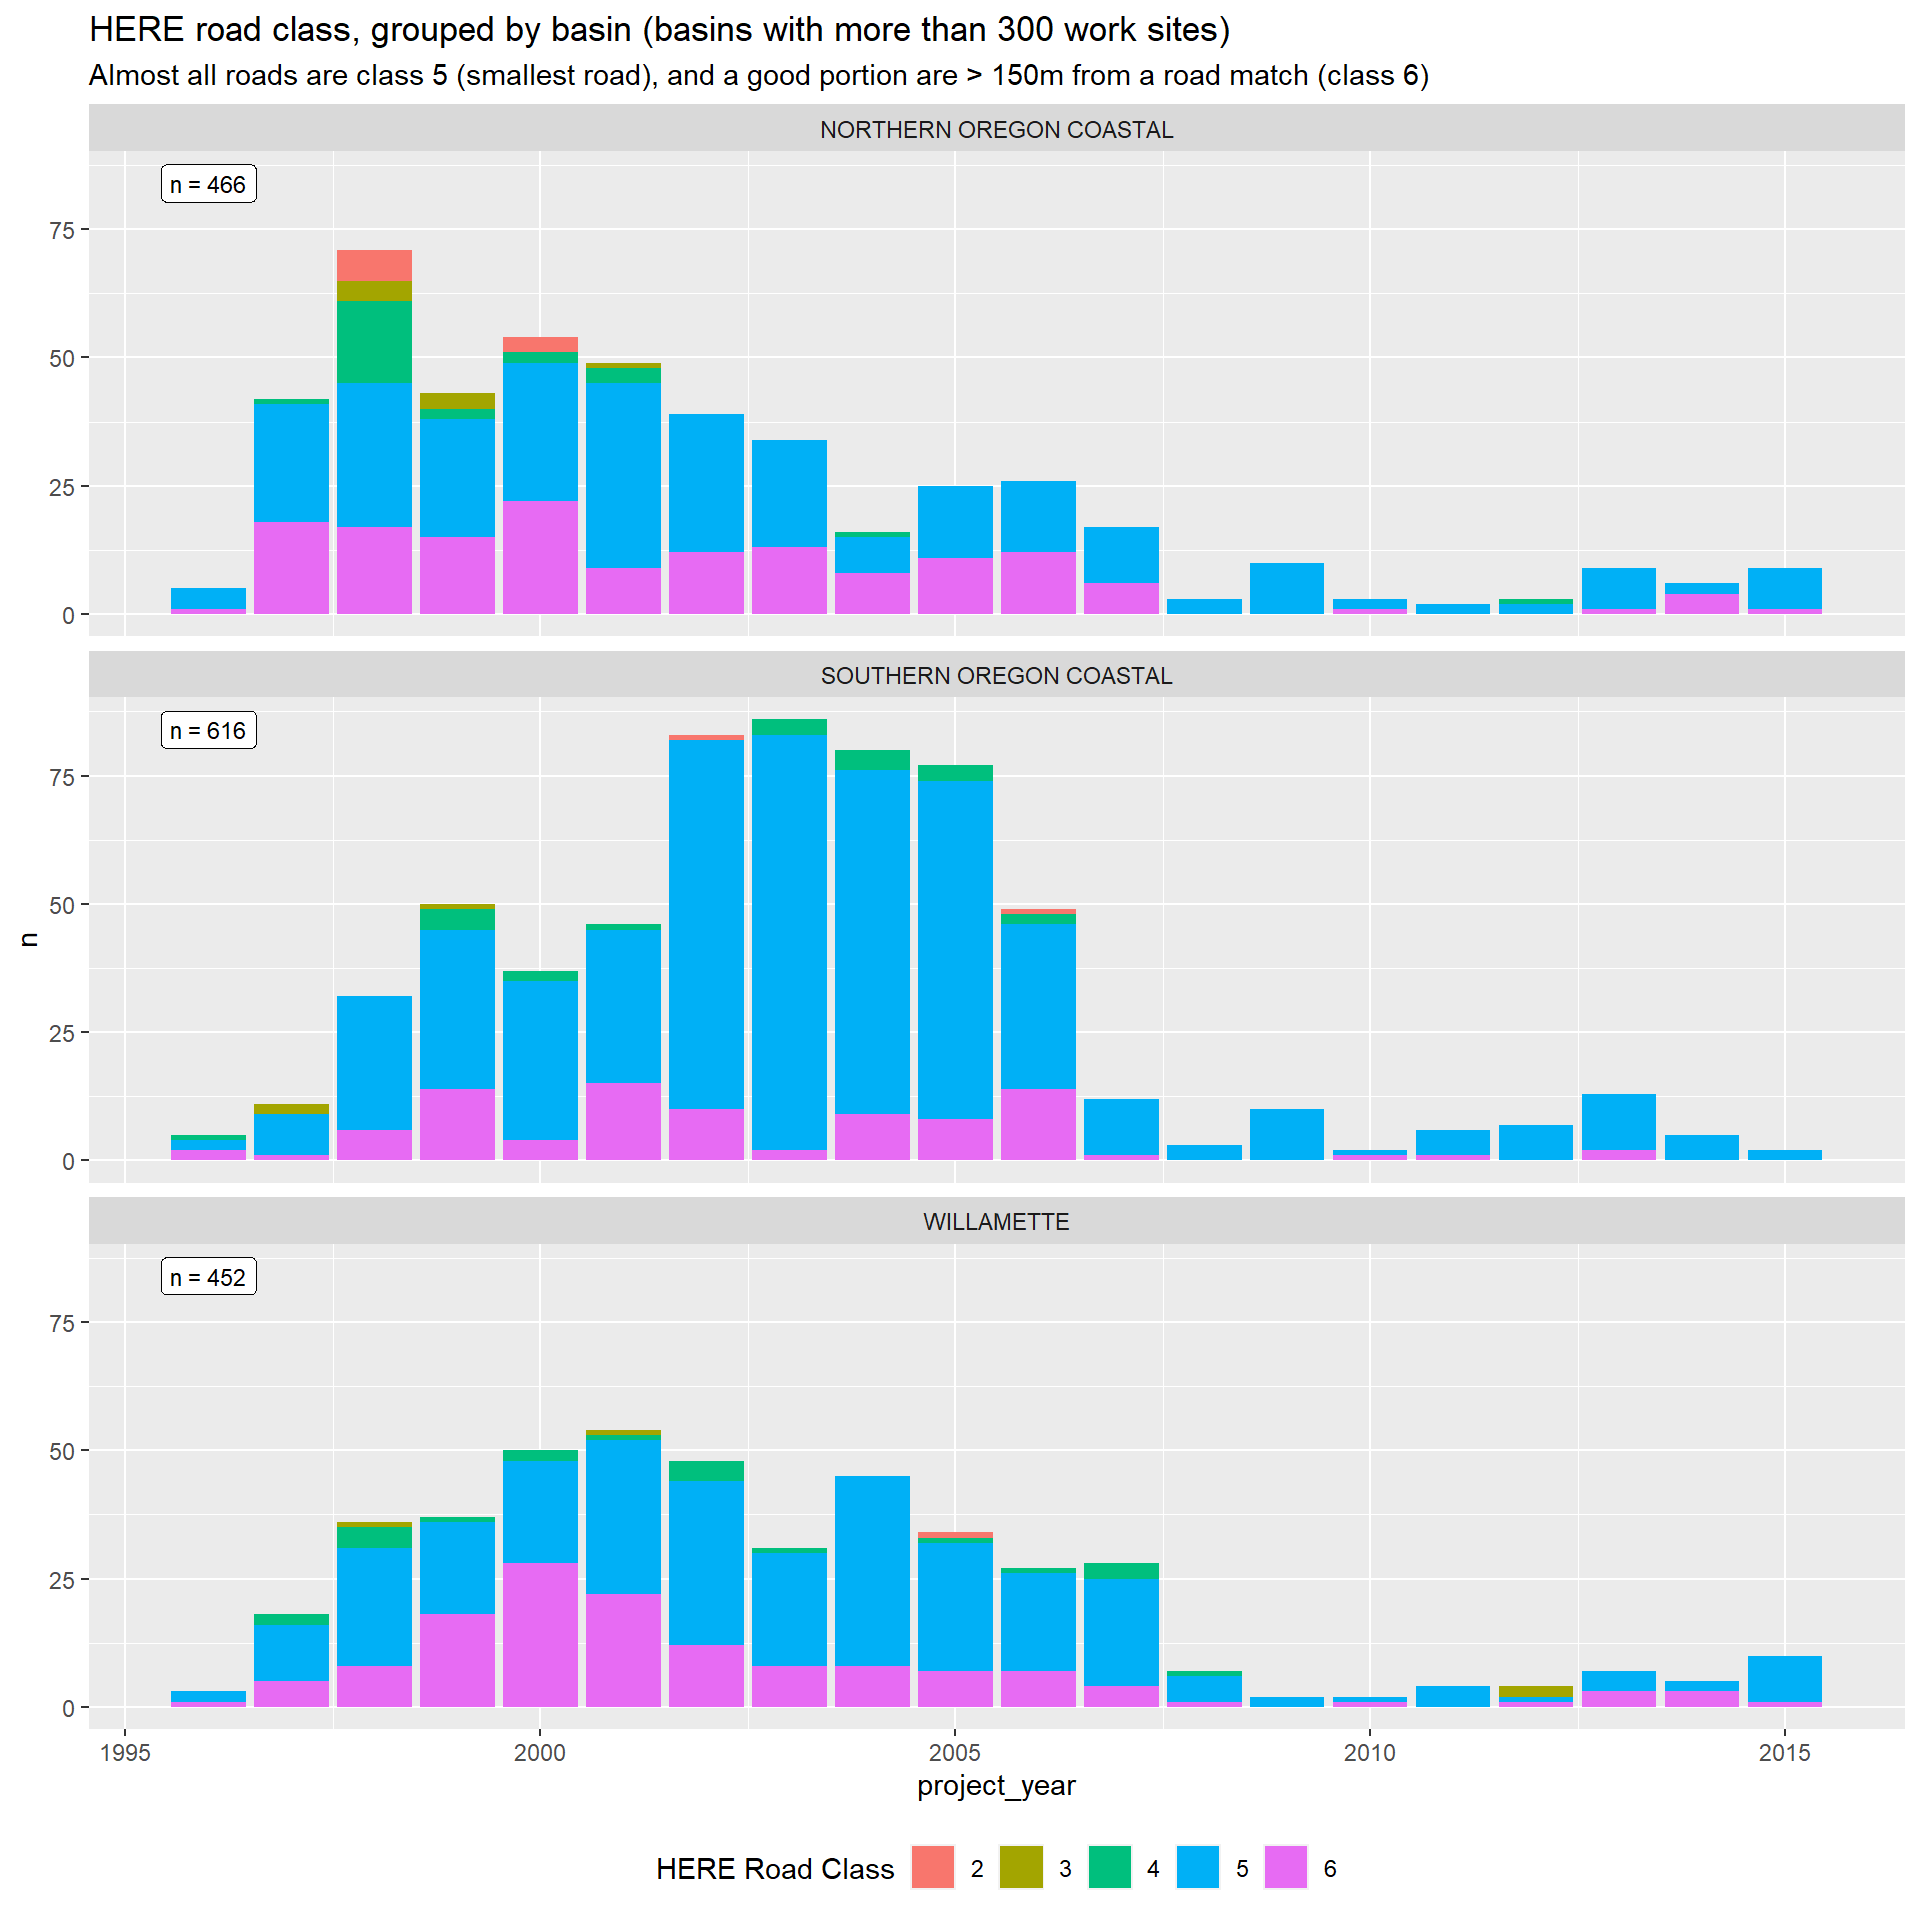 HERE road class, grouped by basin (basins with more than 300 work sites)
Almost all roads are class 5 (smallest road), and a good portion are > 150m from a road match (class 6)
NORTHERN OREGON COASTAL
n = 466
75
50
25
0
SOUTHERN OREGON COASTAL
n = 616
75
50
25
0
n
WILLAMETTE
n = 452
75
50
25
0
1995 2000 2005 2010 2015
project_year
HERE Road Class 2 3 4 5 6